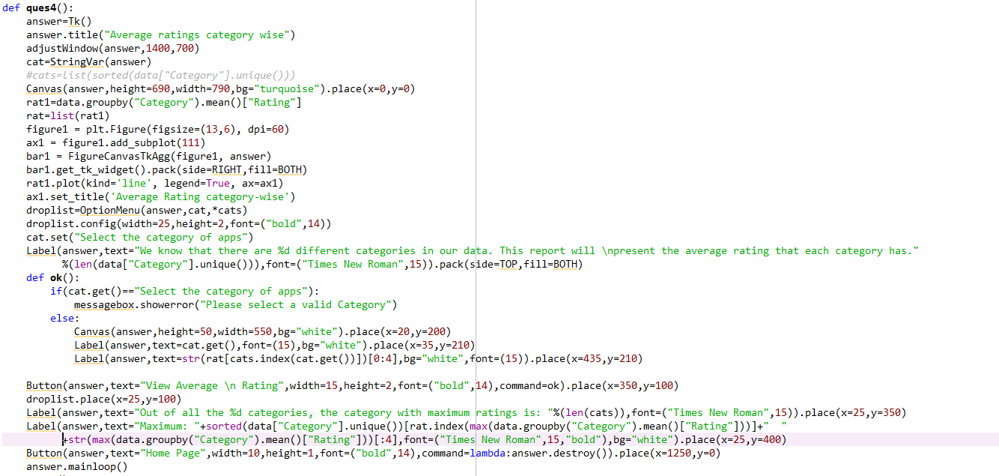 def ques4():
    answer=Tk()
    answer.title("Average ratings category wise")
    adjustWindow(answer,1400,700)
    cat=StringVar(answer)
    #cats=list(sorted(data["Category"].unique()))
    Canvas(answer,height=690,width=790,bg="turquoise").place(x=0,y=0)
    rat1=data.groupby("Category").mean()["Rating"]
    rat=list(rat1)
    figure1 = plt.Figure(figsize=(13,6), dpi=60)
    ax1 = figure1.add_subplot(111)
    bar1 = FigureCanvasTkAgg(figure1, answer)
    bar1.get_tk_widget().pack(side=RIGHT,fill=BOTH)
    rat1.plot(kind='line', legend=True, ax=ax1)
    ax1.set_title('Average Rating category-wise')
    droplist=OptionMenu(answer,cat,*cats)
    droplist.config(width=25,height=2,font=("bold",14))
    cat.set("Select the category of apps")
    Label(answer,text="We know that there are %d different categories in our data. This report will \npresent the average rating that each category has."
          %(len(data["Category"].unique())),font=("Times New Roman",15)).pack(side=TOP,fill=BOTH)
    def ok():
        if(cat.get()=="Select the category of apps"):
            messagebox.showerror("Please select a valid Category")
        else:
            Canvas(answer,height=50,width=550,bg="white").place(x=20,y=200)
            Label(answer,text=cat.get(),font=(15),bg="white").place(x=35,y=210)
            Label(answer,text=str(rat[cats.index(cat.get())])[0:4],bg="white",font=(15)).place(x=435,y=210)
    Button(answer,text="View Average \n Rating",width=15,height=2,font=("bold",14),command=ok).place(x=350,y=100)
    droplist.place(x=25,y=100)
    Label(answer,text="Out of all the %d categories, the category with maximum ratings is: "%(len(cats)),font=("Times New Roman",15)).place(x=25,y=350)
    Label(answer,text="Maximum: "+sorted(data["Category"].unique())[rat.index(max(data.groupby("Category").mean()["Rating"]))]+"  "
          +str(max(data.groupby("Category").mean()["Rating"]))[:4],font=("Times New Roman",15,"bold"),bg="white").place(x=25,y=400)
    Button(answer,text="Home Page",width=10,height=1,font=("bold",14),command=lambda:answer.destroy()).place(x=1250,y=0)
    answer.mainloop()